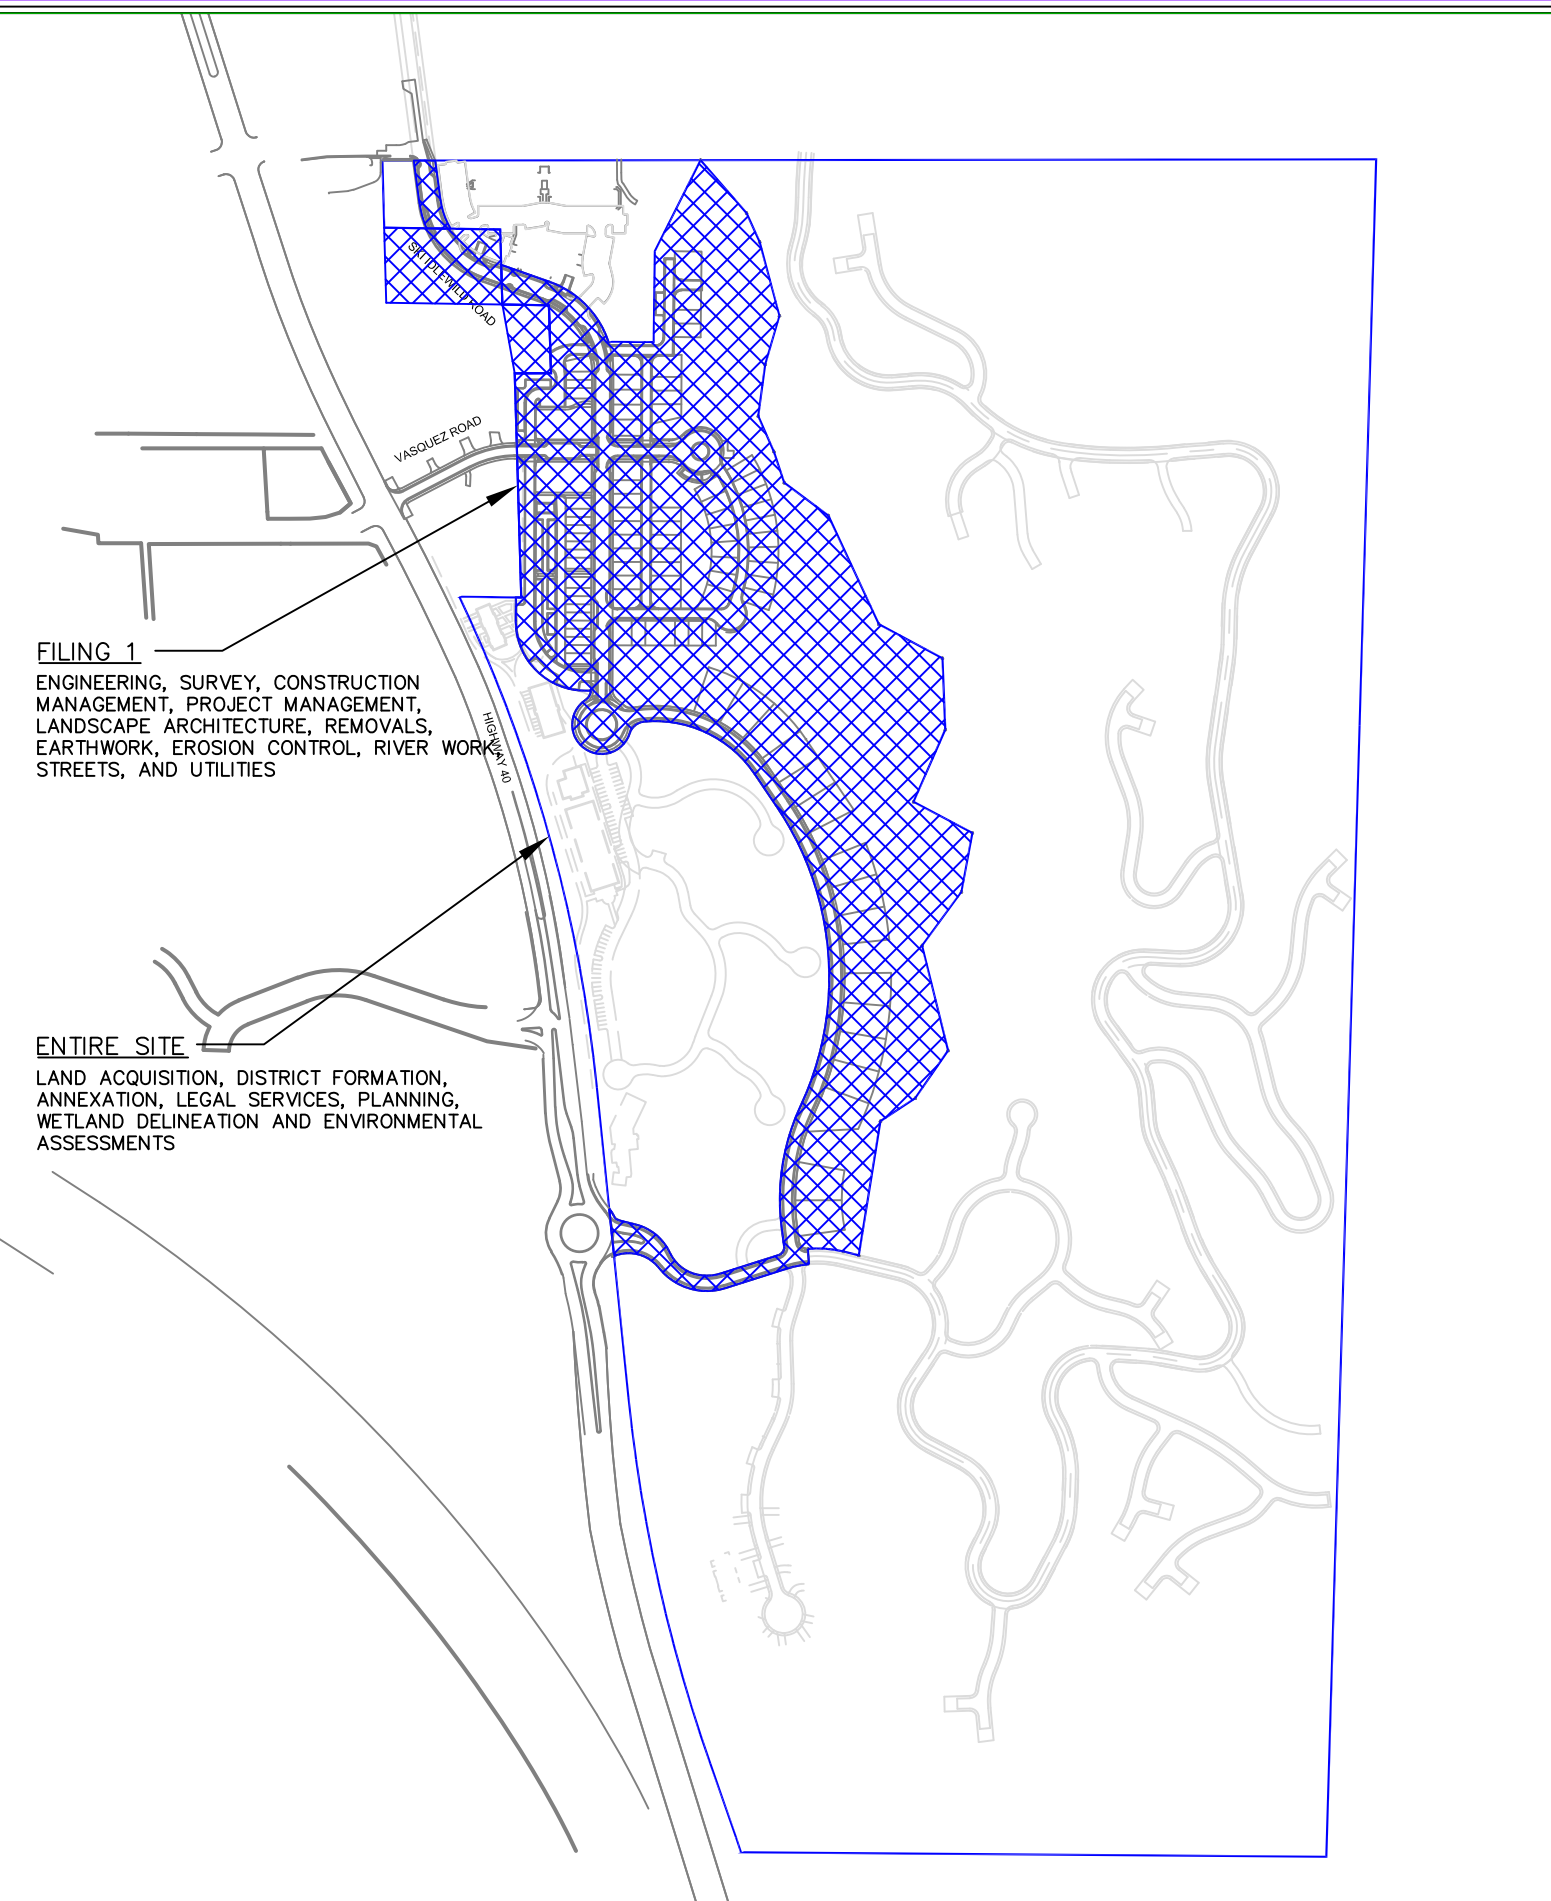 SKI IDLEWILD ROAD
VASQUEZ ROAD
FILING 1
ENGINEERING, SURVEY, CONSTRUCTION
MANAGEMENT, PROJECT MANAGEMENT,
LANDSCAPE ARCHITECTURE, REMOVALS,
EARTHWORK, EROSION CONTROL, RIVER WORK,
STREETS, AND UTILITIES
HIGHWAY 40
ENTIRE SITE
LAND ACQUISITION, DISTRICT FORMATION,
ANNEXATION, LEGAL SERVICES, PLANNING,
WETLAND DELINEATION AND ENVIRONMENTAL
ASSESSMENTS